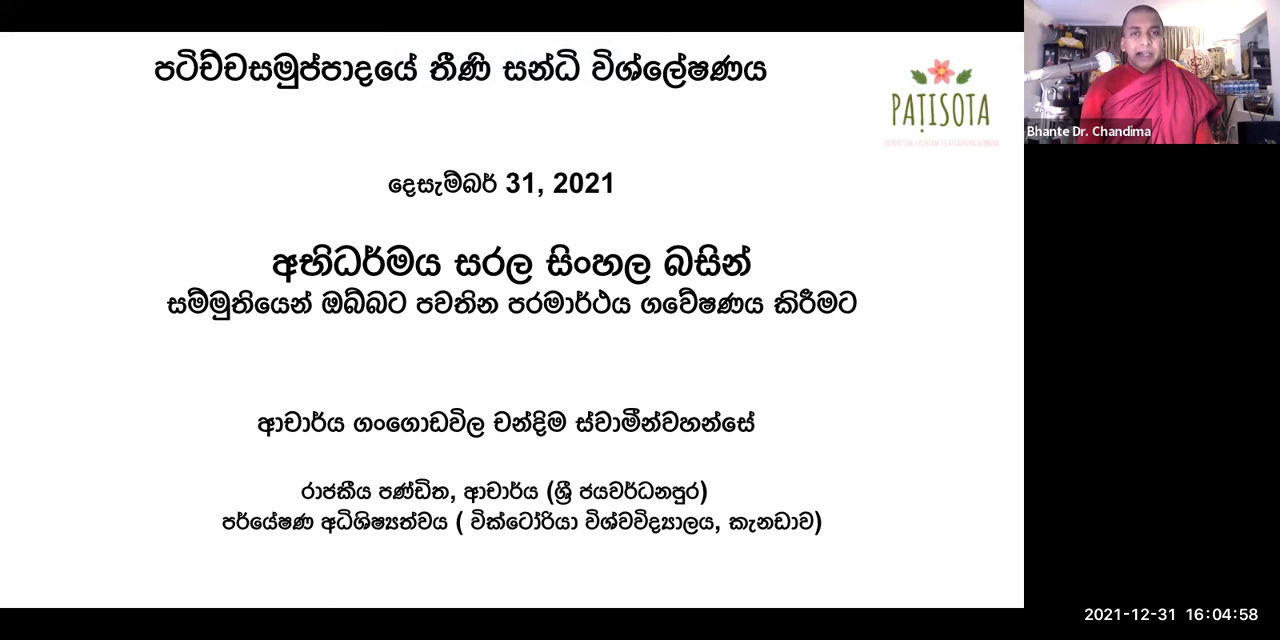 පටිච්චසමුප්පාදයේ තීණි සන්ධි විශ්ලේෂණය
PAṬISOTA
Bhante Dr. Chandima
දෙසැම්බර් 31, 2021
අභිධර්මය සරල සිංහල බසින්
සම්මුතියෙන් ඔබ්බට පවතින පරමාර්ථය ගවේෂණය කිරීමට
ආචාර්ය ගංගොඩවිල චන්දිම ස්වාමීන්වහන්සේ
රාජකීය පණ්ඩිත, ආචාර්ය (ශ්‍රී ජයවර්ධනපුර)
පර්යේෂණ අධිශිෂ්‍යත්වය ( වික්ටෝරියා විශ්වවිද්‍යාලය, කැනඩාව)
2021-12-31 16:04:58